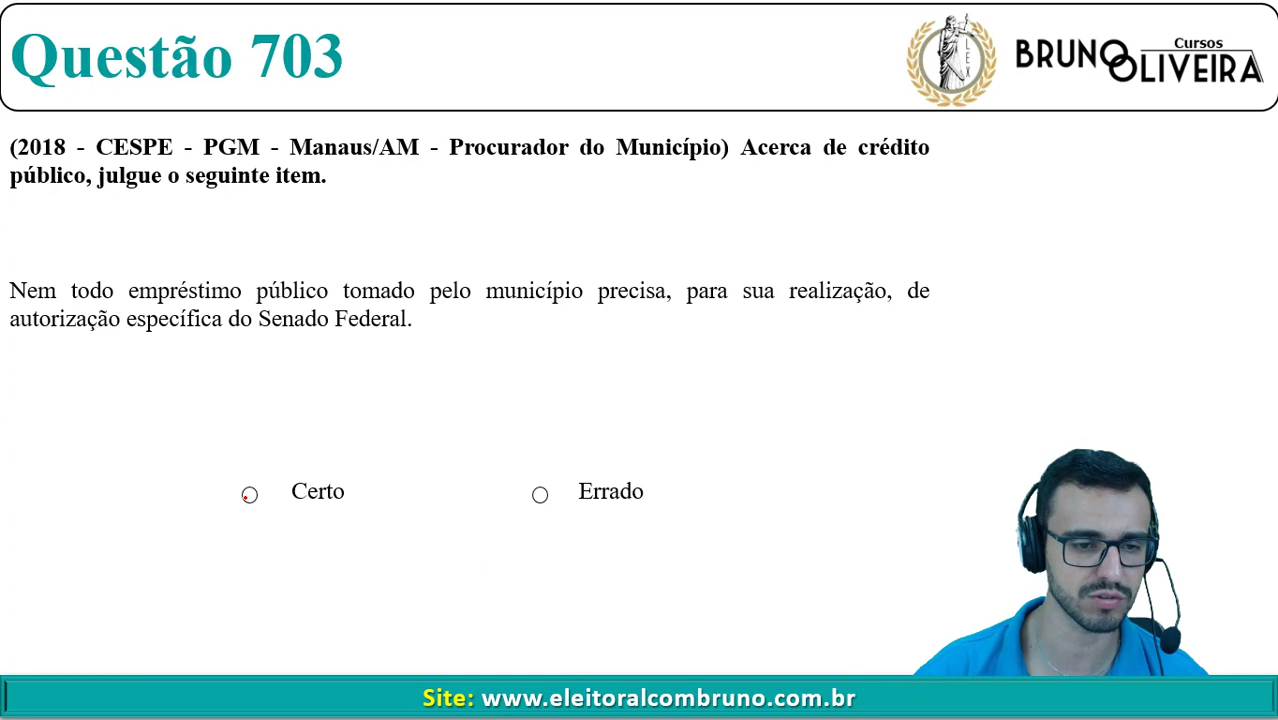 Questão 703
Cursos
BRUNO
OLIVEIRA
LEX
(2018 - CESPE - PGM - Manaus/AM - Procurador do Município) Acerca de crédito
público, julgue o seguinte item.
Nem todo empréstimo público tomado pelo município precisa, para sua realização, de
autorização específica do Senado Federal.
Certo
Errado
Site: www.eleitoralcombruno.com.br